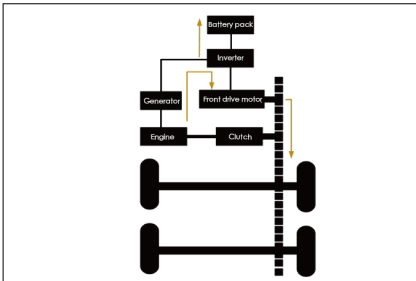 Battery pack
Inverter
Generator
Front drive motor
Engine
Clutch